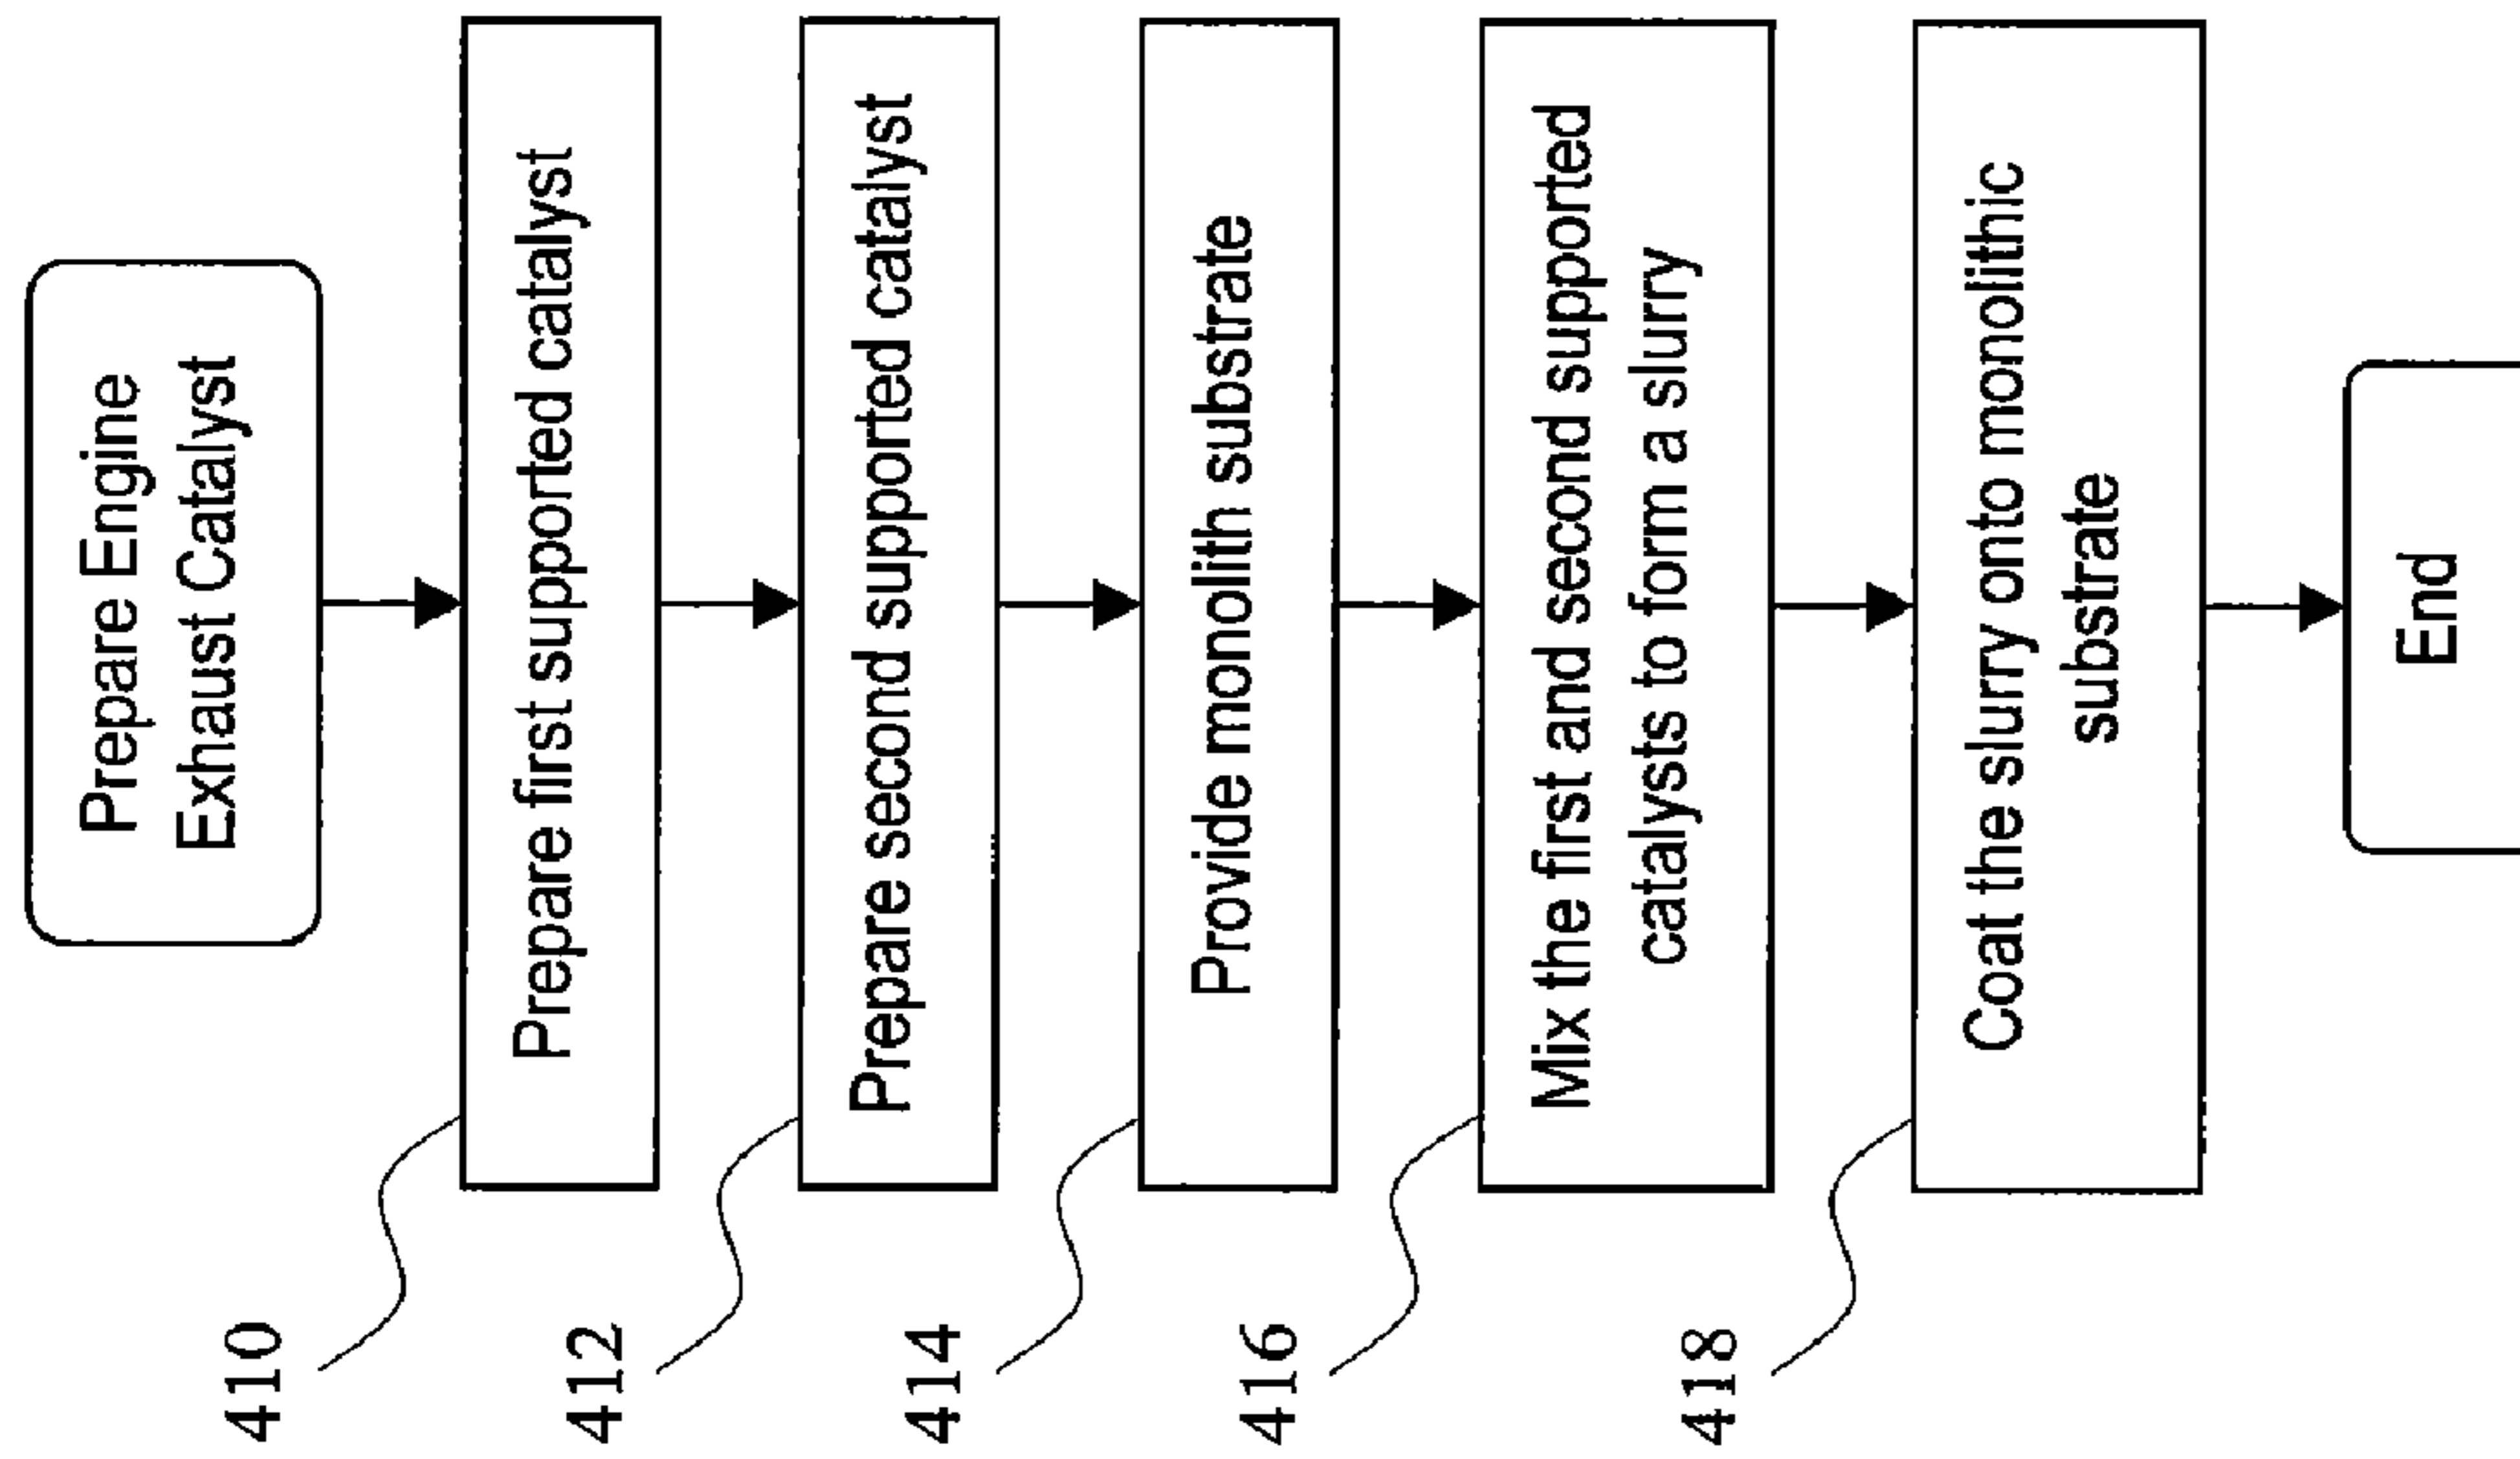 Prepare Engine
Exhaust Catalyst
410
Prepare first supported catalyst
412
Prepare second supported catalyst
414
Provide monolith substrate
416
Mix the first and second supported
catalysts to form a slurry
418
Coat the slurry onto monolithic
substrate
End